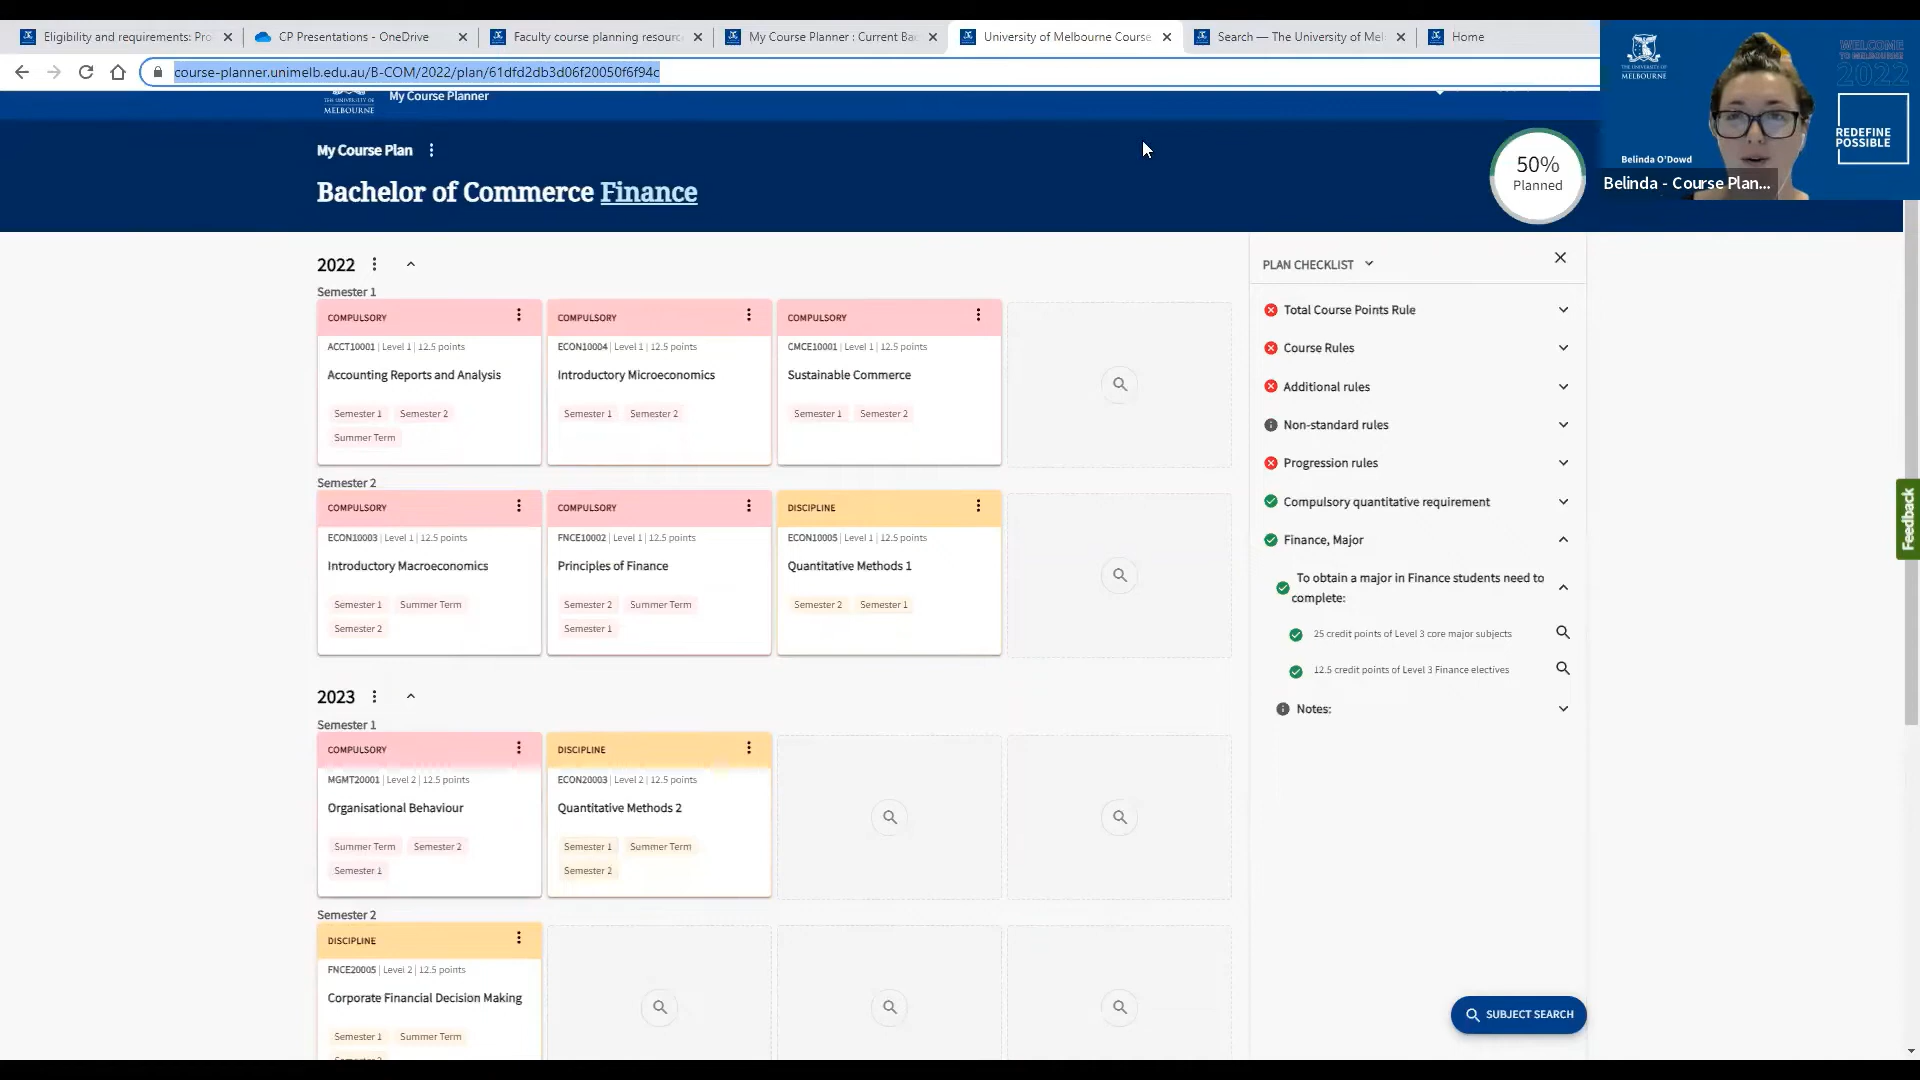 Eligibility and requirements: Pro
CP Presentations - OneDrive
Faculty course planning resourc
My Course Planner : Current Ba
University of Melbourne Course
Search — The University of Mel
Home
course-planner.unimelb.edu.au/B-COM/2022/plan/61dfd2db3d06f20050f6f94c
THE UNIVERSITY OF
MELBOURNE
My Course Planner
THE UNIVERSITY OF
MELBOURNE
WELCOME
TO MELBOURNE
2022
REDEFINE
POSSIBLE
Belinda O'Dowd
Belinda - Course Plan...
My Course Plan
Bachelor of Commerce Finance
50%
Planned
2022
Semester 1
COMPULSORY
ACCT10001 | Level 1 | 12.5 points
Accounting Reports and Analysis
Semester 1 Semester 2
Summer Term
COMPULSORY
ECON10004 | Level 1 | 12.5 points
Introductory Microeconomics
Semester 1 Semester 2
COMPULSORY
CMCE10001 | Level 1 | 12.5 points
Sustainable Commerce
Semester 1 Semester 2
Semester 2
COMPULSORY
ECON10003 | Level 1 | 12.5 points
Introductory Macroeconomics
Semester 1 Summer Term
Semester 2
COMPULSORY
FNCE10002 | Level 1 | 12.5 points
Principles of Finance
Semester 2 Summer Term
Semester 1
DISCIPLINE
ECON10005 | Level 1 | 12.5 points
Quantitative Methods 1
Semester 2 Semester 1
2023
Semester 1
COMPULSORY
MGMT20001 | Level 2 | 12.5 points
Organisational Behaviour
Summer Term Semester 2
Semester 1
DISCIPLINE
ECON20003 | Level 2 | 12.5 points
Quantitative Methods 2
Semester 1 Summer Term
Semester 2
Semester 2
DISCIPLINE
FNCE20005 | Level 2 | 12.5 points
Corporate Financial Decision Making
Semester 1 Summer Term
PLAN CHECKLIST
Total Course Points Rule
Course Rules
Additional rules
Non-standard rules
Progression rules
Compulsory quantitative requirement
Finance, Major
To obtain a major in Finance students need to
complete:
25 credit points of Level 3 core major subjects
12.5 credit points of Level 3 Finance electives
Notes:
SUBJECT SEARCH
Feedback